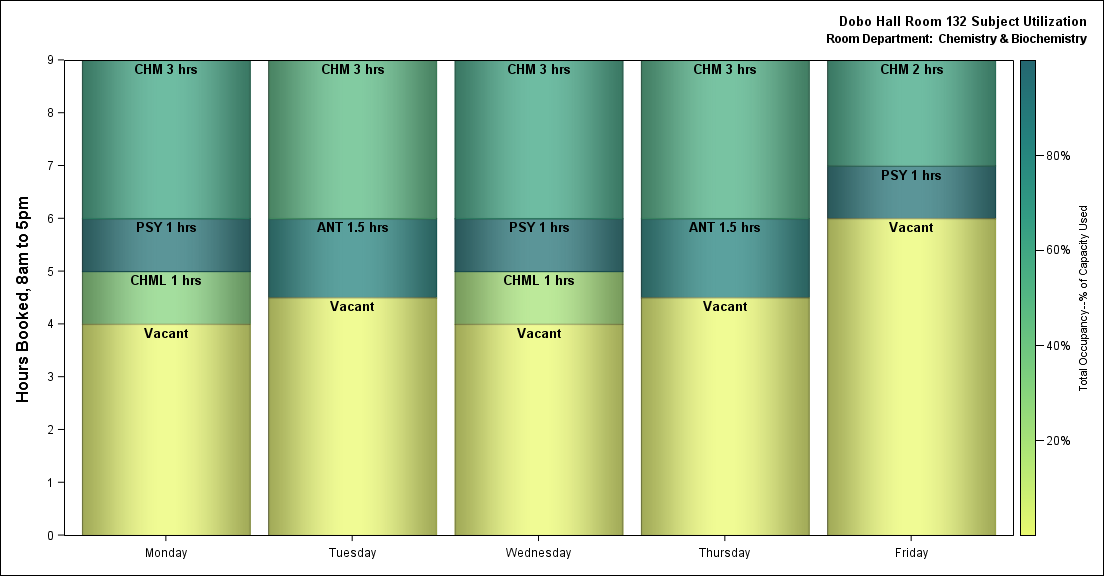 Dobo Hall Room 132 Subject Utilization
Room Department: Chemistry & Biochemistry
Hours Booked, 8am to 5pm
9
8
7
6
5
4
3
2
1
0
CHM 3 hrs
PSY 1 hrs
CHML 1 hrs
Vacant
CHM 3 hrs
ANT 1.5 hrs
Vacant
CHM 3 hrs
PSY 1 hrs
CHML 1 hrs
Vacant
CHM 3 hrs
ANT 1.5 hrs
Vacant
CHM 2 hrs
PSY 1 hrs
Vacant
Monday
Tuesday
Wednesday
Thursday
Friday
80%
60%
40%
20%
Total Occupancy--% of Capacity Used